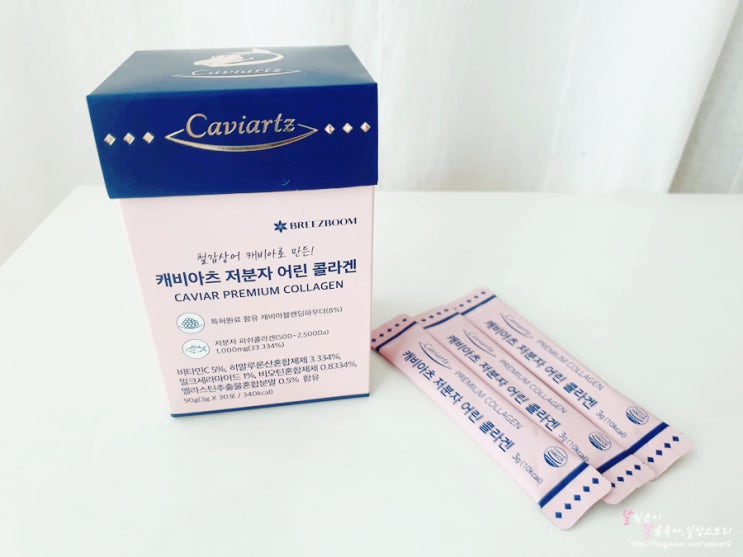 Caviartz
Caviartz
BREEZBOOM
철갑상어 캐비아로 만든!
캐비아츠 저분자 어린 콜라겐
CAVIAR PREMIUM COLLAGEN
특허원료 함유 캐비아블렌딩파우더(8%)
저분자 피쉬콜라겐(500~2,500Da)
1,000mg(33.334%)
비타민C 5%, 히알루론산혼합제제 3.334%,
밀크세라마이드 1%, 비오틴혼합제제 0.8334%,
엘라스틴추출물혼합분말 0.5% 함유
90g(3g X 30포 / 340kcal)
Caviartz PREMIUM COLLAGEN
캐비아츠 저분자 어린 콜라겐 3g (10kcal)
Caviartz PREMIUM COLLAGEN
캐비아츠 저분자 어린 콜라겐 3g (10kcal)
PREMIUM COLLAGEN
캐비아츠 저분자 어린 콜라겐 3g (10kcal)